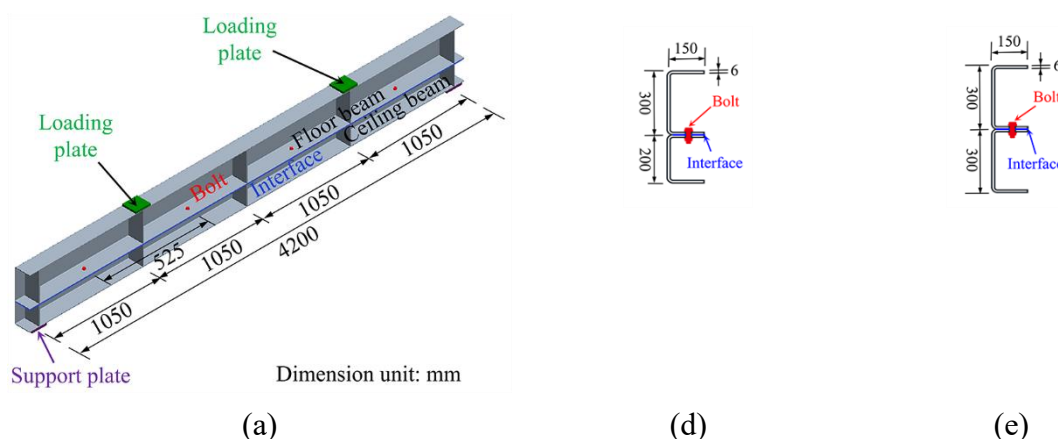 Loading
plate
Loading
plate
Floor beam
Ceiling beam
Bolt
Interface
1050
1050
525
1050
4200
1050
Support plate
Dimension unit: mm
(a)
150
6
300
Bolt
200
Interface
(d)
150
6
300
Bolt
300
Interface
(e)